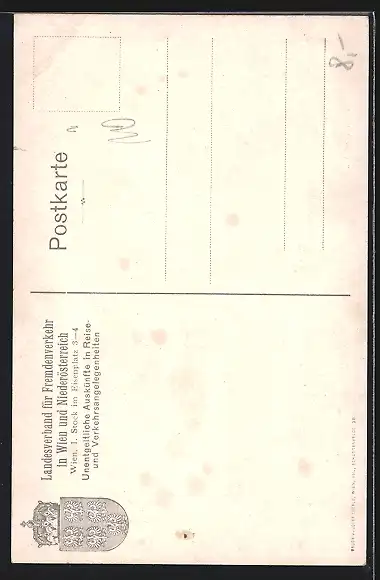 Landesverband für Fremdenverkehr
in Wien und Niederösterreich
Wien, I. Stock im Eisenplatz 3—4
Unentgeltliche Auskünfte in Reise-
und Verkehrsangelegenheiten
Postkarte
8,-